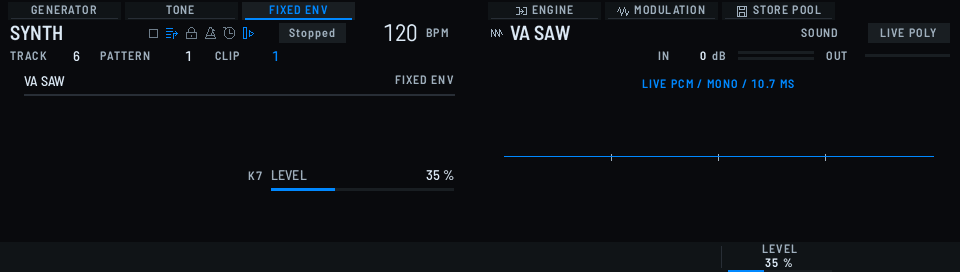 GENERATOR TONE FIXED ENV ENGINE MODULATION STORE POOL
SYNTH Stopped 120 BPM VA SAW SOUND LIVE POLY
TRACK 6 PATTERN 1 CLIP 1 IN 0 dB OUT
VA SAW FIXED ENV
LIVE PCM / MONO / 10.7 MS
K7 LEVEL 35 %
LEVEL
35 %